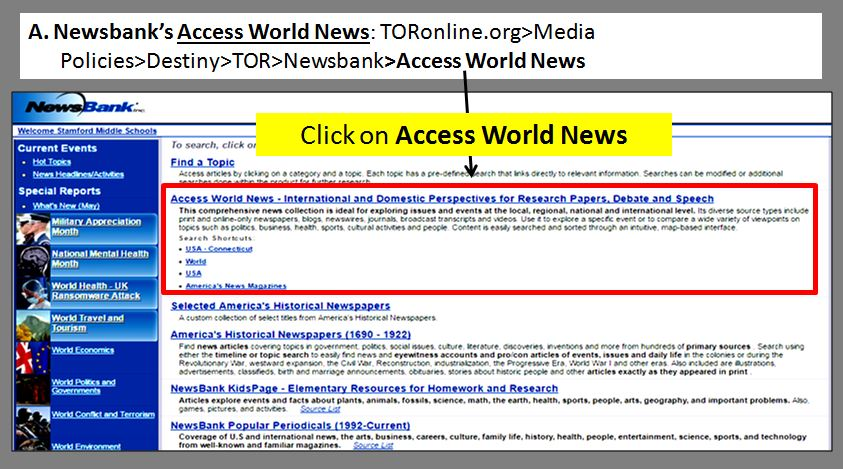 A. Newsbank's Access World News: TORonline.org>Media
Policies>Destiny>TOR>Newsbank>Access World News
NewsBank, Inc.
Click on Access World News
Welcome Stamford Middle Schools
Current Events
• Hot Topics
• News Headlines/Activities
Special Reports
• What's New (May)
Military Appreciation
Month
National Mental Health
Month
World Health - UK
Ransomware Attack
World Travel and
Tourism
World Economics
World Politics and
Governments
World Conflict and Terrorism
World Environment
To search, click on
Find a Topic
Access articles by clicking on a category and a topic. Each topic has a pre-defined search that links directly to relevant information. Searches can be modified or additional
searches done within the product for further research.
Access World News - International and Domestic Perspectives for Research Papers, Debate and Speech
This comprehensive news collection is ideal for exploring issues and events at the local, regional, national and international level. Its diverse source types include
print and online-only newspapers, blogs, newswires, journals, broadcast transcripts and videos. Use it to explore a specific event or to compare a wide variety of viewpoints on
topics such as politics, business, health, sports, cultural activities and people. Content is easily searched and sorted through an intuitive, map-based interface.
Search Shortcuts:
• USA - Connecticut
• World
• USA
• America's News Magazines
Selected America's Historical Newspapers
A custom collection of select titles from America's Historical Newspapers.
America's Historical Newspapers (1690 - 1922)
Find news articles covering topics in government, politics, social issues, culture, literature, discoveries, inventions and more from hundreds of primary sources . Search using
either the timeline or topic search to easily find news and eyewitness accounts and pro/con articles of events, issues and daily life in the colonies or during the
Revolutionary War, westward expansion, the Civil War, Reconstruction, industrialization, the Progressive Era, World War I and other eras. Also included are illustrations,
advertisements, classifieds, birth and marriage announcements, obituaries, stories about historic people and other articles exactly as they appeared in print .
NewsBank KidsPage - Elementary Resources for Homework and Research
Articles explore events and facts about plants, animals, fossils, science, math, the earth, health, sports, people, arts, geography, and important problems. Also,
games, pictures, and activities. Source List
NewsBank Popular Periodicals (1992-Current)
Coverage of U.S and international news, the arts, business, careers, culture, family life, history, health, people, entertainment, science, sports, and technology
from well-known and familiar magazines. Source List